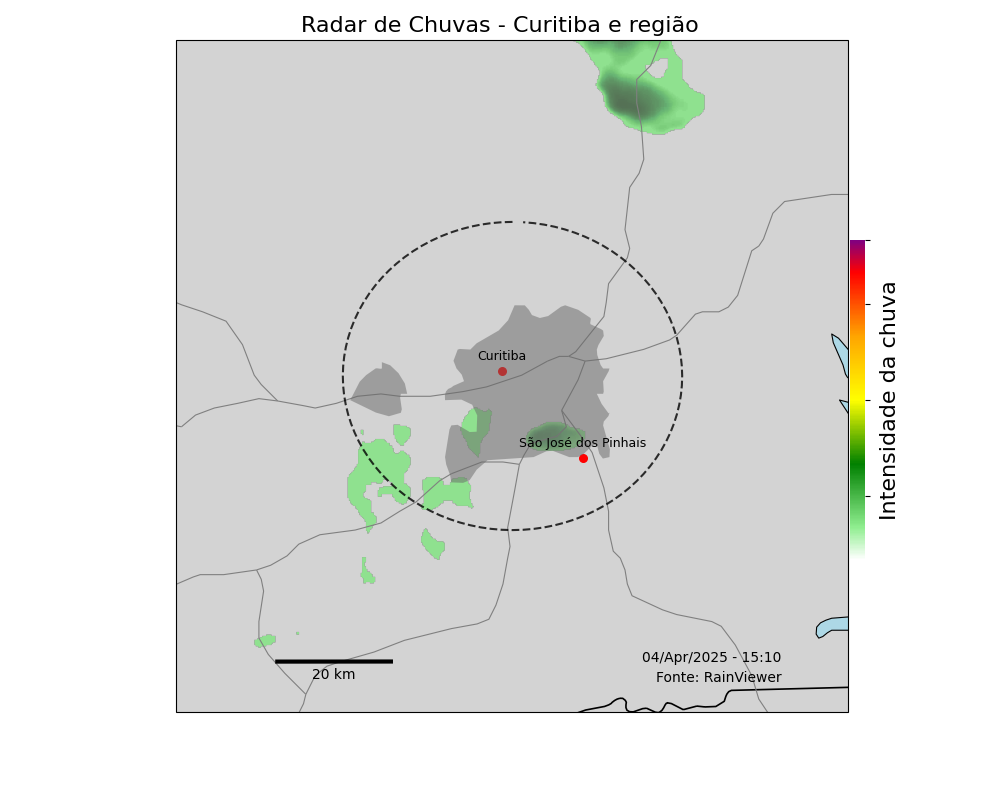 Radar de Chuvas - Curitiba e região
Curitiba
São José dos Pinhais
Intensidade da chuva
04/Apr/2025 - 15:10
Fonte: RainViewer
20 km